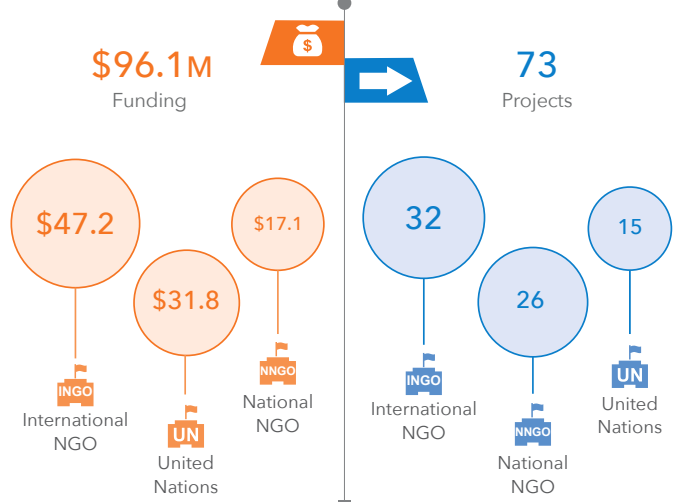 $
$96.1M
Funding
$47.2
$31.8
$17.1
INGO
International
NGO
UN
United
Nations
NNGO
National
NGO
73
Projects
32
26
15
INGO
International
NGO
NNGO
National
NGO
UN
United
Nations